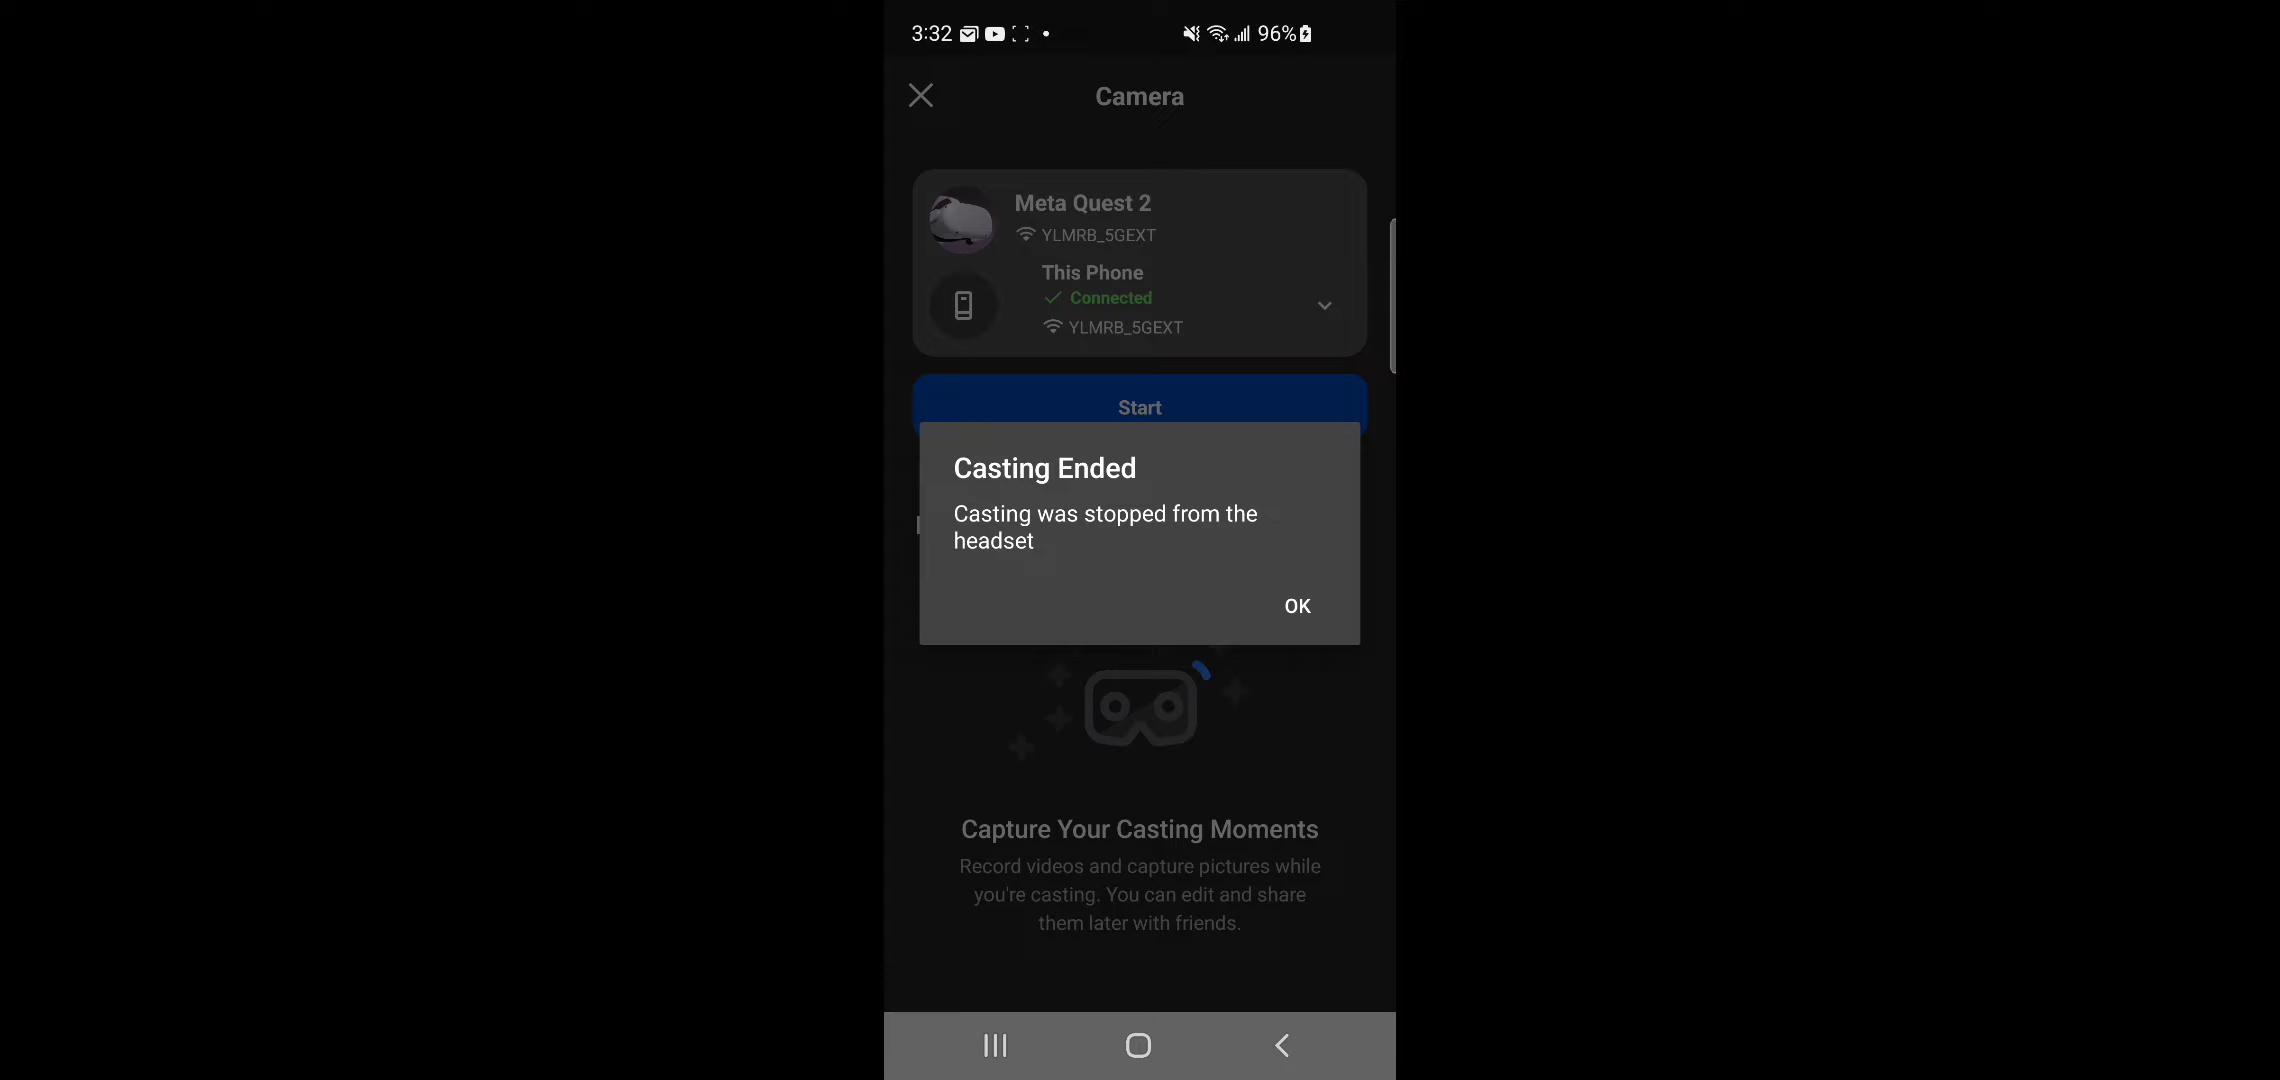 3:32
96%
Camera
Meta Quest 2
YLMRB_5GEXT
This Phone
Connected
YLMRB_5GEXT
Start
Casting Ended
Casting was stopped from the
headset
OK
Capture Your Casting Moments
Record videos and capture pictures while
you're casting. You can edit and share
them later with friends.